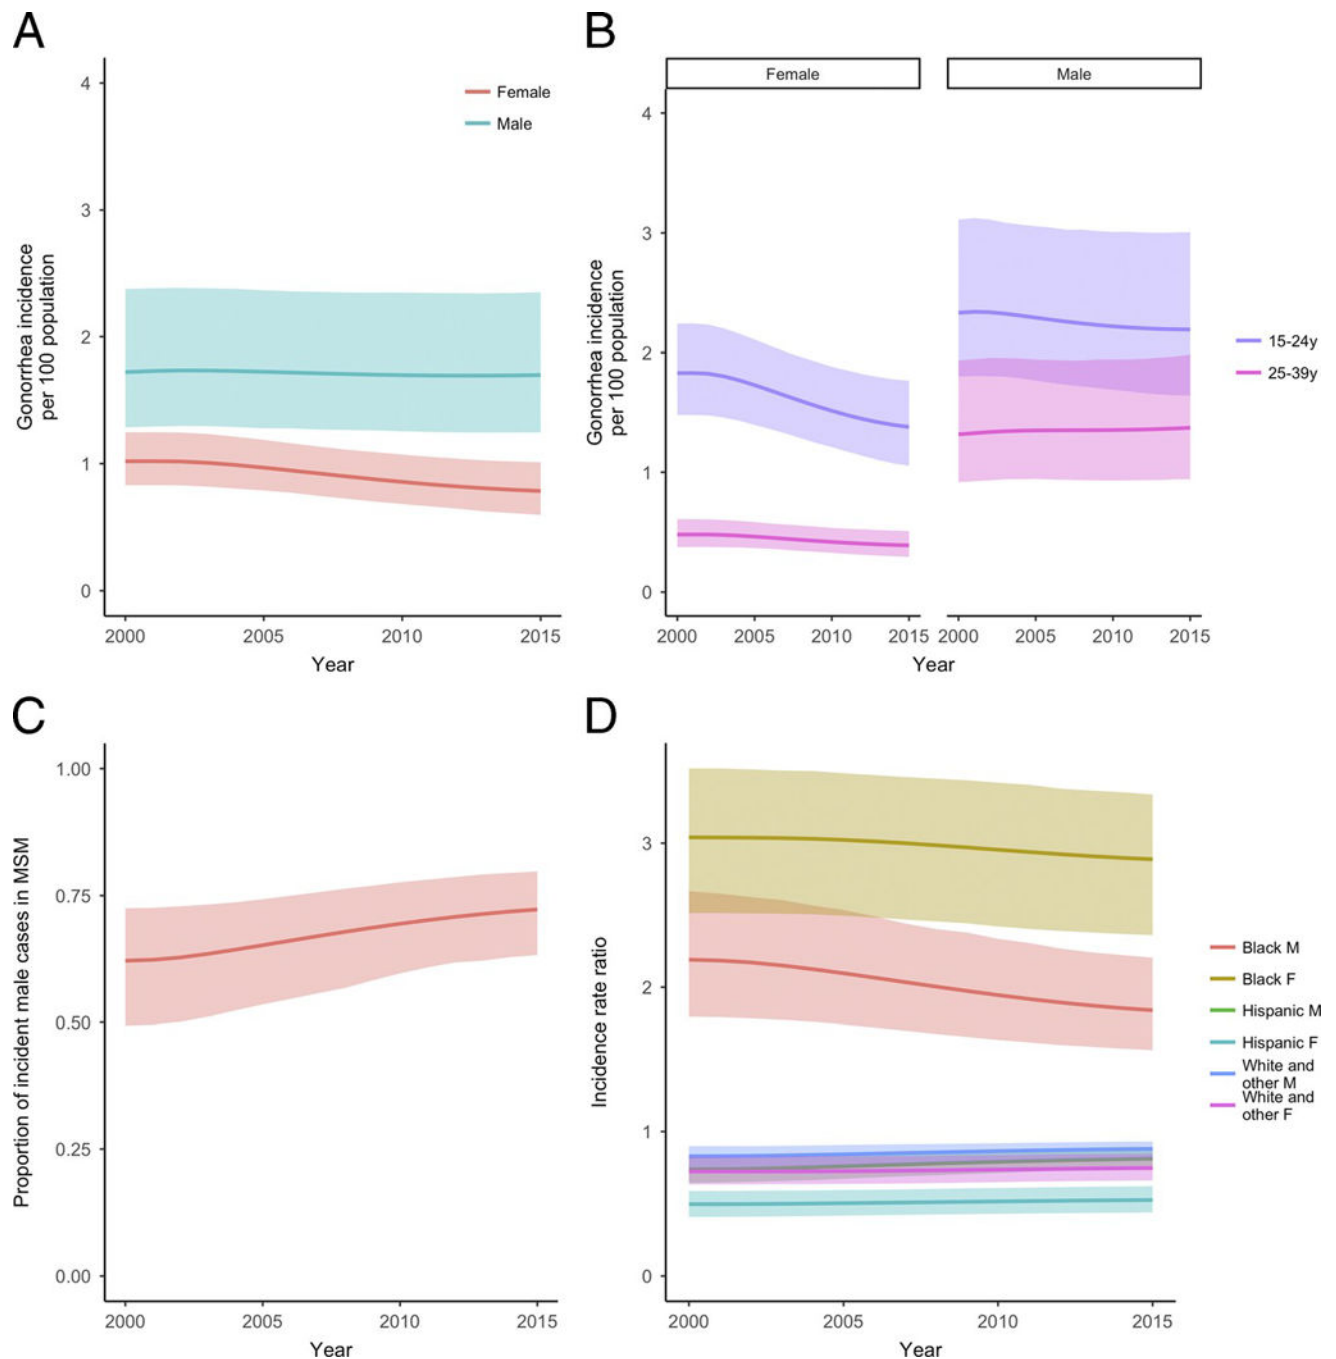 A
4
3
2
1
0
Gonorrhea incidence
per 100 population
Female
Male
2000
2005
2010
2015
Year
B
Female
Male
4
3
2
1
0
Gonorrhea incidence
per 100 population
2000
2005
2010
2015
2000
2005
2010
2015
Year
15-24y
25-39y
C
1.00
0.75
0.50
0.25
0.00
Proportion of incident male cases in MSM
2000
2005
2010
2015
Year
D
3
2
1
0
Incidence rate ratio
2000
2005
2010
2015
Year
Black M
Black F
Hispanic M
Hispanic F
White and
other M
White and
other F